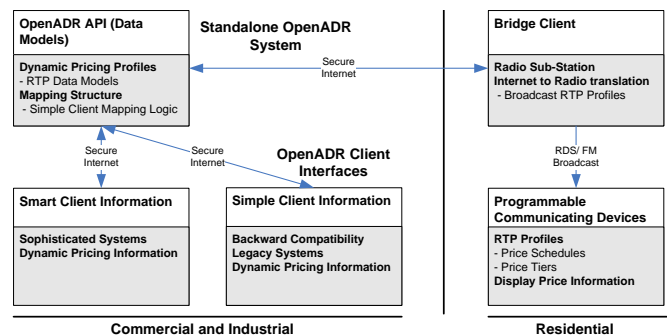 OpenADR API (Data
Models)
Dynamic Pricing Profiles
- RTP Data Models
Mapping Structure
- Simple Client Mapping Logic
Standalone OpenADR
System
Secure
Internet
Bridge Client
Radio Sub-Station
Internet to Radio translation
- Broadcast RTP Profiles
Secure
Internet
Secure
Internet
OpenADR Client
Interfaces
RDS/ FM
Broadcast
Smart Client Information
Sophisticated Systems
Dynamic Pricing Information
Simple Client Information
Backward Compatibility
Legacy Systems
Dynamic Pricing Information
Programmable
Communicating Devices
RTP Profiles
- Price Schedules
- Price Tiers
Display Price Information
Commercial and Industrial
Residential